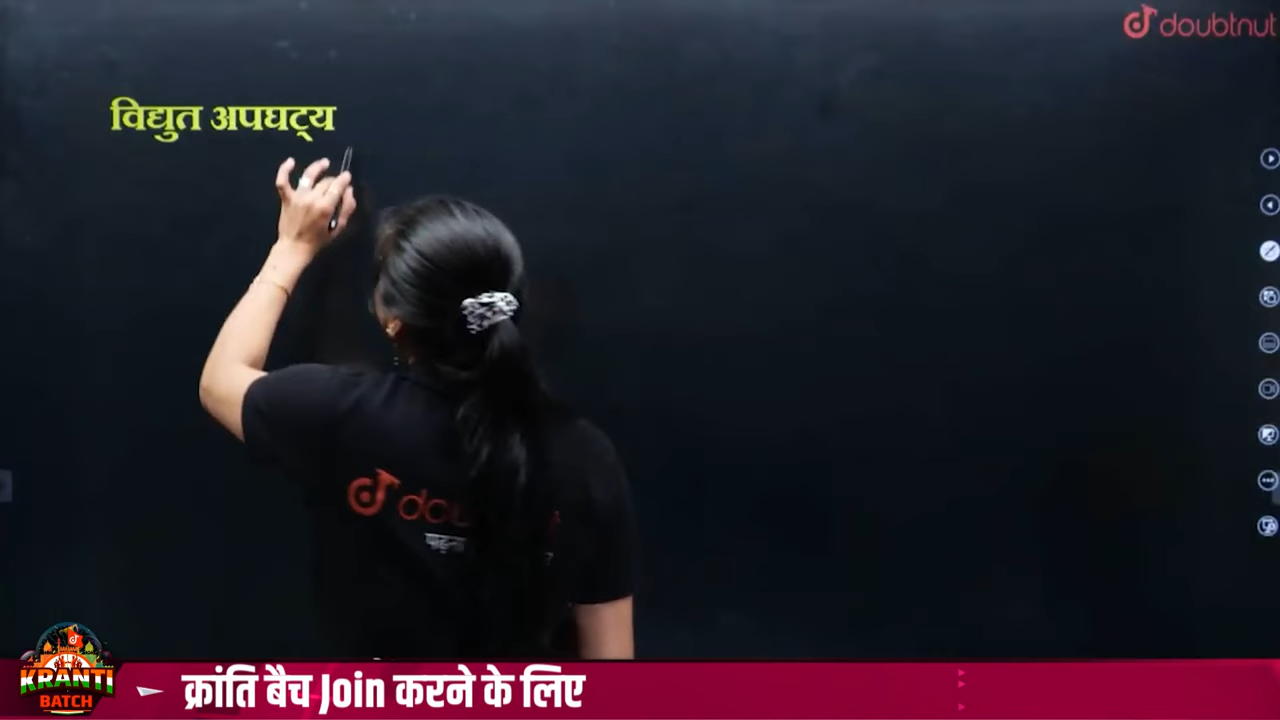 doubtnut
विद्युत अपघट्य
KRANTI
BATCH
क्रांति बैच Join करने के लिए